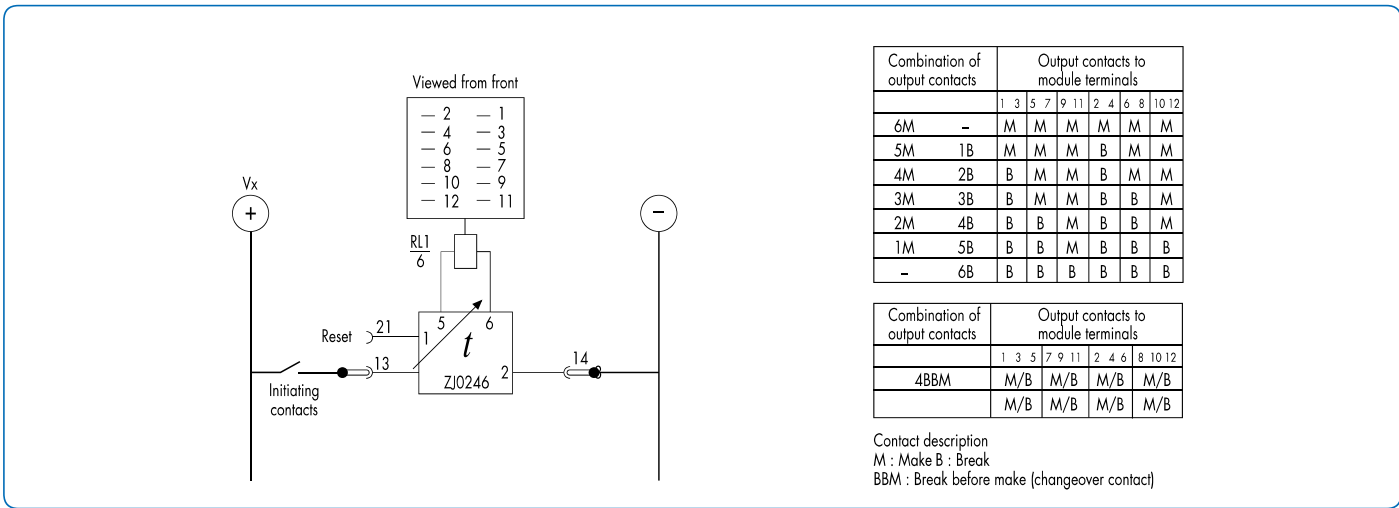 Viewed from front
2 1
4 3
6 5
8 7
10 9
12 11
Vx
+
−
RL1
6
5 6
Reset 21 1
t
13 14
2
ZJ0246
Initiating
contacts
Combination of output contacts Output contacts to module terminals
1 3 5 7 9 11 2 4 6 8 10 12
6M – M M M M M M
5M 1B M M M B M M
4M 2B B M M B M M
3M 3B B M M B B M
2M 4B B B M B B M
1M 5B B B M B B B
– 6B B B B B B B
Combination of output contacts Output contacts to module terminals
1 3 5 7 9 11 2 4 6 8 10 12
4BBM M/B M/B M/B M/B
M/B M/B M/B M/B
Contact description
M : Make B : Break
BBM : Break before make (changeover contact)